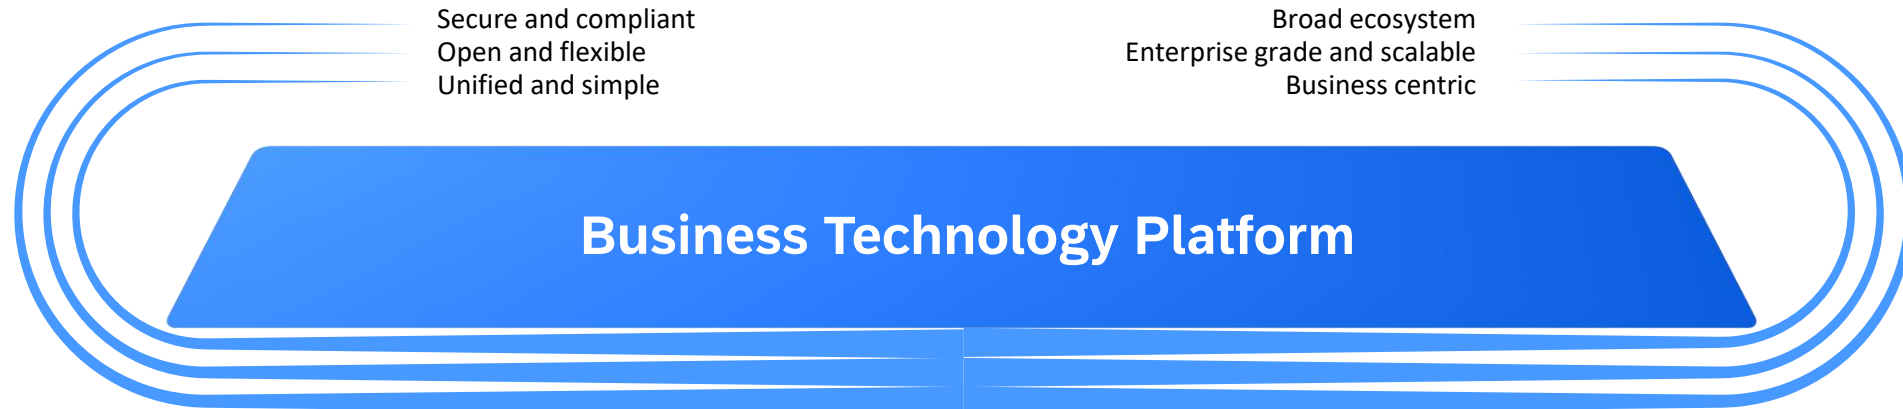 Secure and compliant
Open and flexible
Unified and simple
Broad ecosystem
Enterprise grade and scalable
Business centric
Business Technology Platform